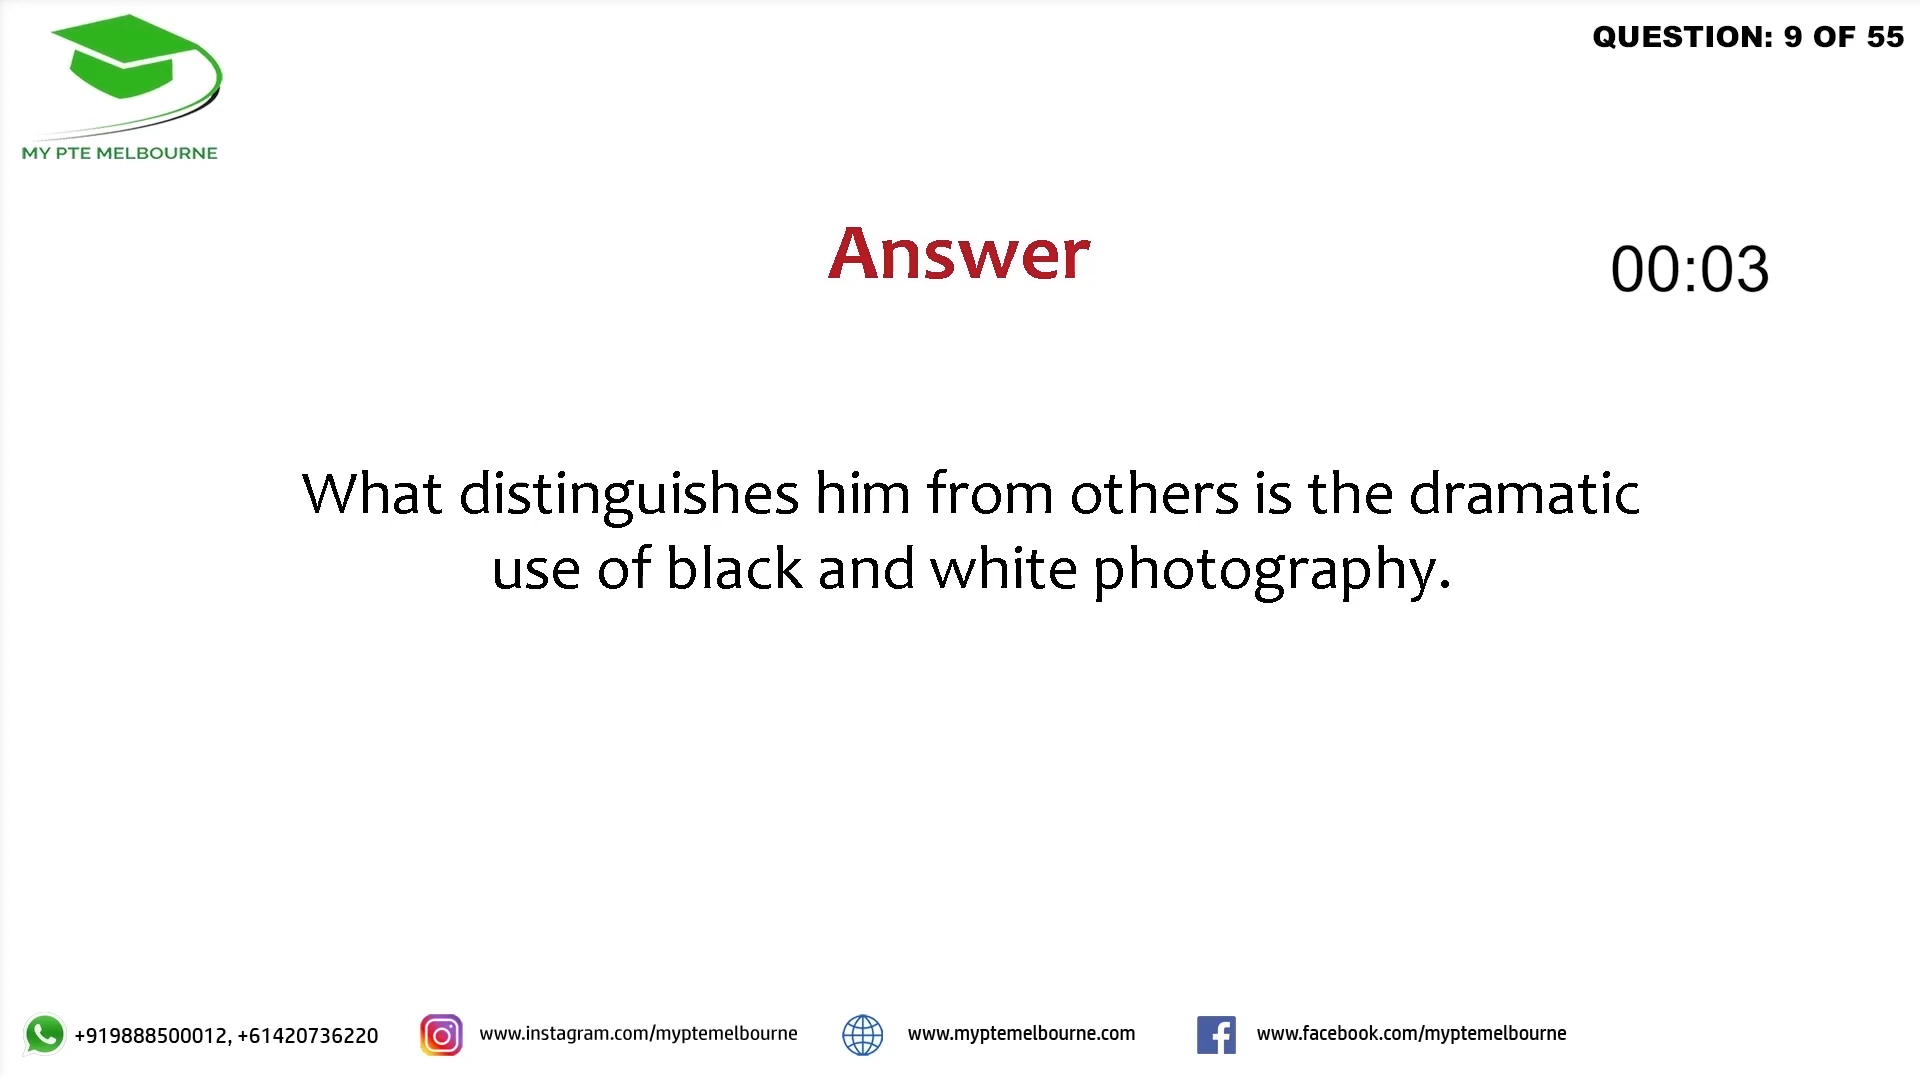 QUESTION: 9 OF 55
MY PTE MELBOURNE
Answer
00:03
What distinguishes him from others is the dramatic
use of black and white photography.
+919888500012, +61420736220
www.instagram.com/myptemelbourne
www.myptemelbourne.com
www.facebook.com/myptemelbourne